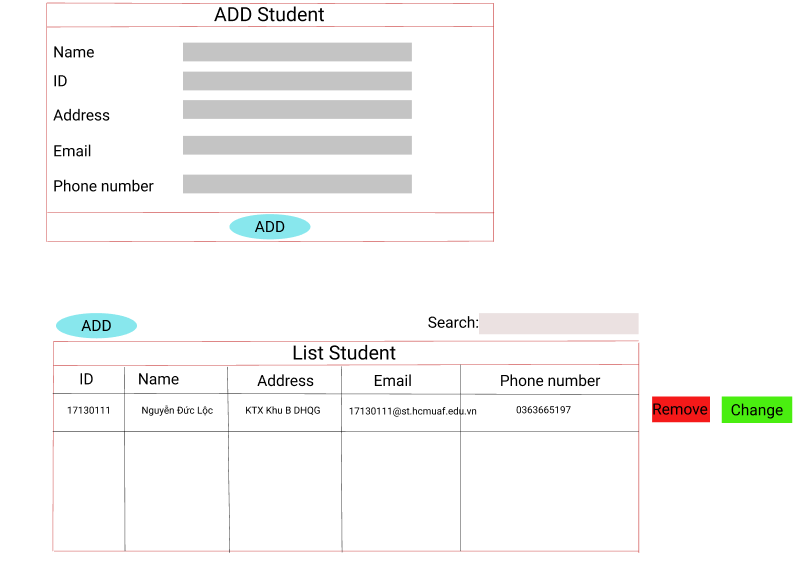 ADD Student
Name
ID
Address
Email
Phone number
ADD
ADD
Search:
List Student
ID Name Address Email Phone number
17130111 Nguyễn Đức Lộc KTX Khu B DHQG 17130111@st.hcmuaf.edu.vn 0363665197
Remove Change